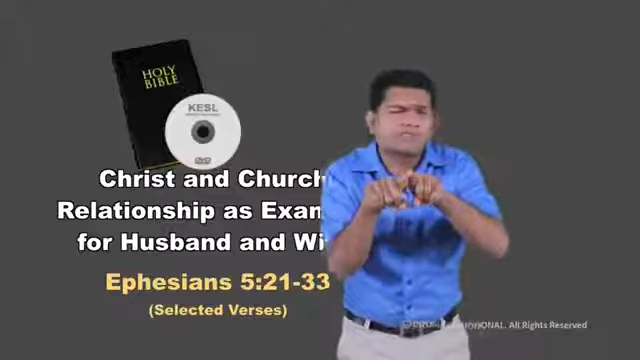 HOLY
BIBLE
KESL
DVD
Christ and Church
Relationship as Exam
for Husband and Wi
Ephesians 5:21-33
(Selected Verses)
All Rights Reserved